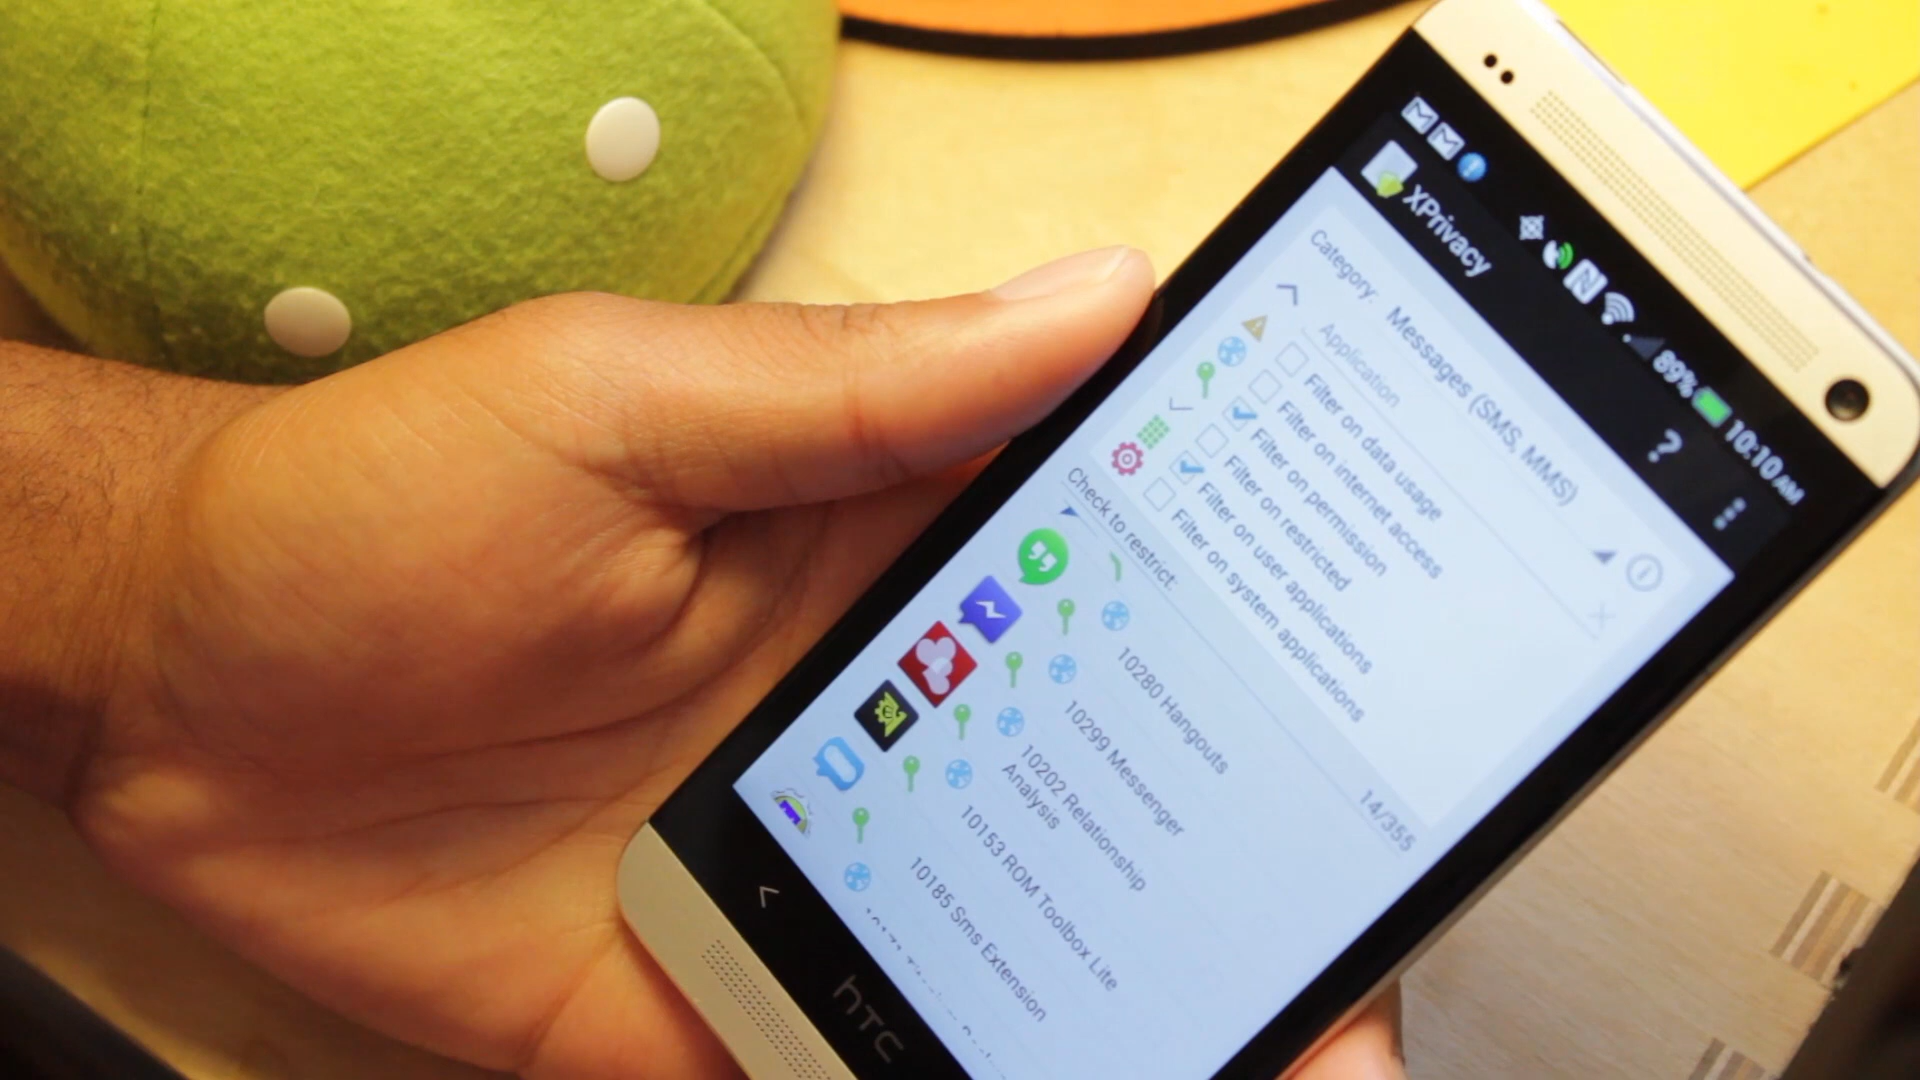 89% 10:10 AM
XPrivacy ?
Category: Messages (SMS, MMS)
Application
Filter on data usage
Filter on internet access
Filter on permission
Filter on restricted
Filter on user applications
Filter on system applications
Check to restrict: 14/355
10280 Hangouts
10299 Messenger
10202 Relationship
Analysis
10153 ROM Toolbox Lite
10185 Sms Extension
hTC